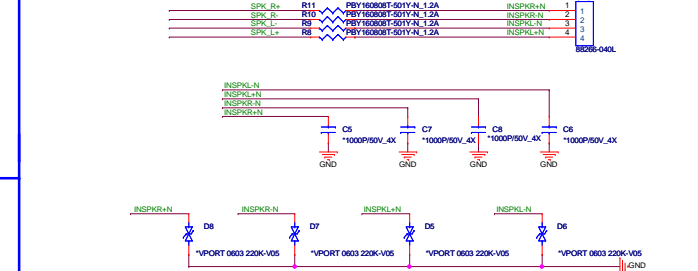 SPK_R+ R11 PBY160808T-501Y-N_1.2A INSPKR+N 1 1
SPK_R- R10 PBY160808T-501Y-N_1.2A INSPKR-N 2 2
SPK_L- R9 PBY160808T-501Y-N_1.2A INSPKL-N 3 3
SPK_L+ R8 PBY160808T-501Y-N_1.2A INSPKL+N 4 4
88266-040L
INSPKL-N
INSPKL+N
INSPKR-N
INSPKR+N
C5 C7 C8 C6
*1000P/50V_4X *1000P/50V_4X *1000P/50V_4X *1000P/50V_4X
GND GND GND GND
INSPKR+N INSPKR-N INSPKL+N INSPKL-N
D8 D7 D5 D6
*VPORT 0603 220K-V05 *VPORT 0603 220K-V05 *VPORT 0603 220K-V05 *VPORT 0603 220K-V05
GND